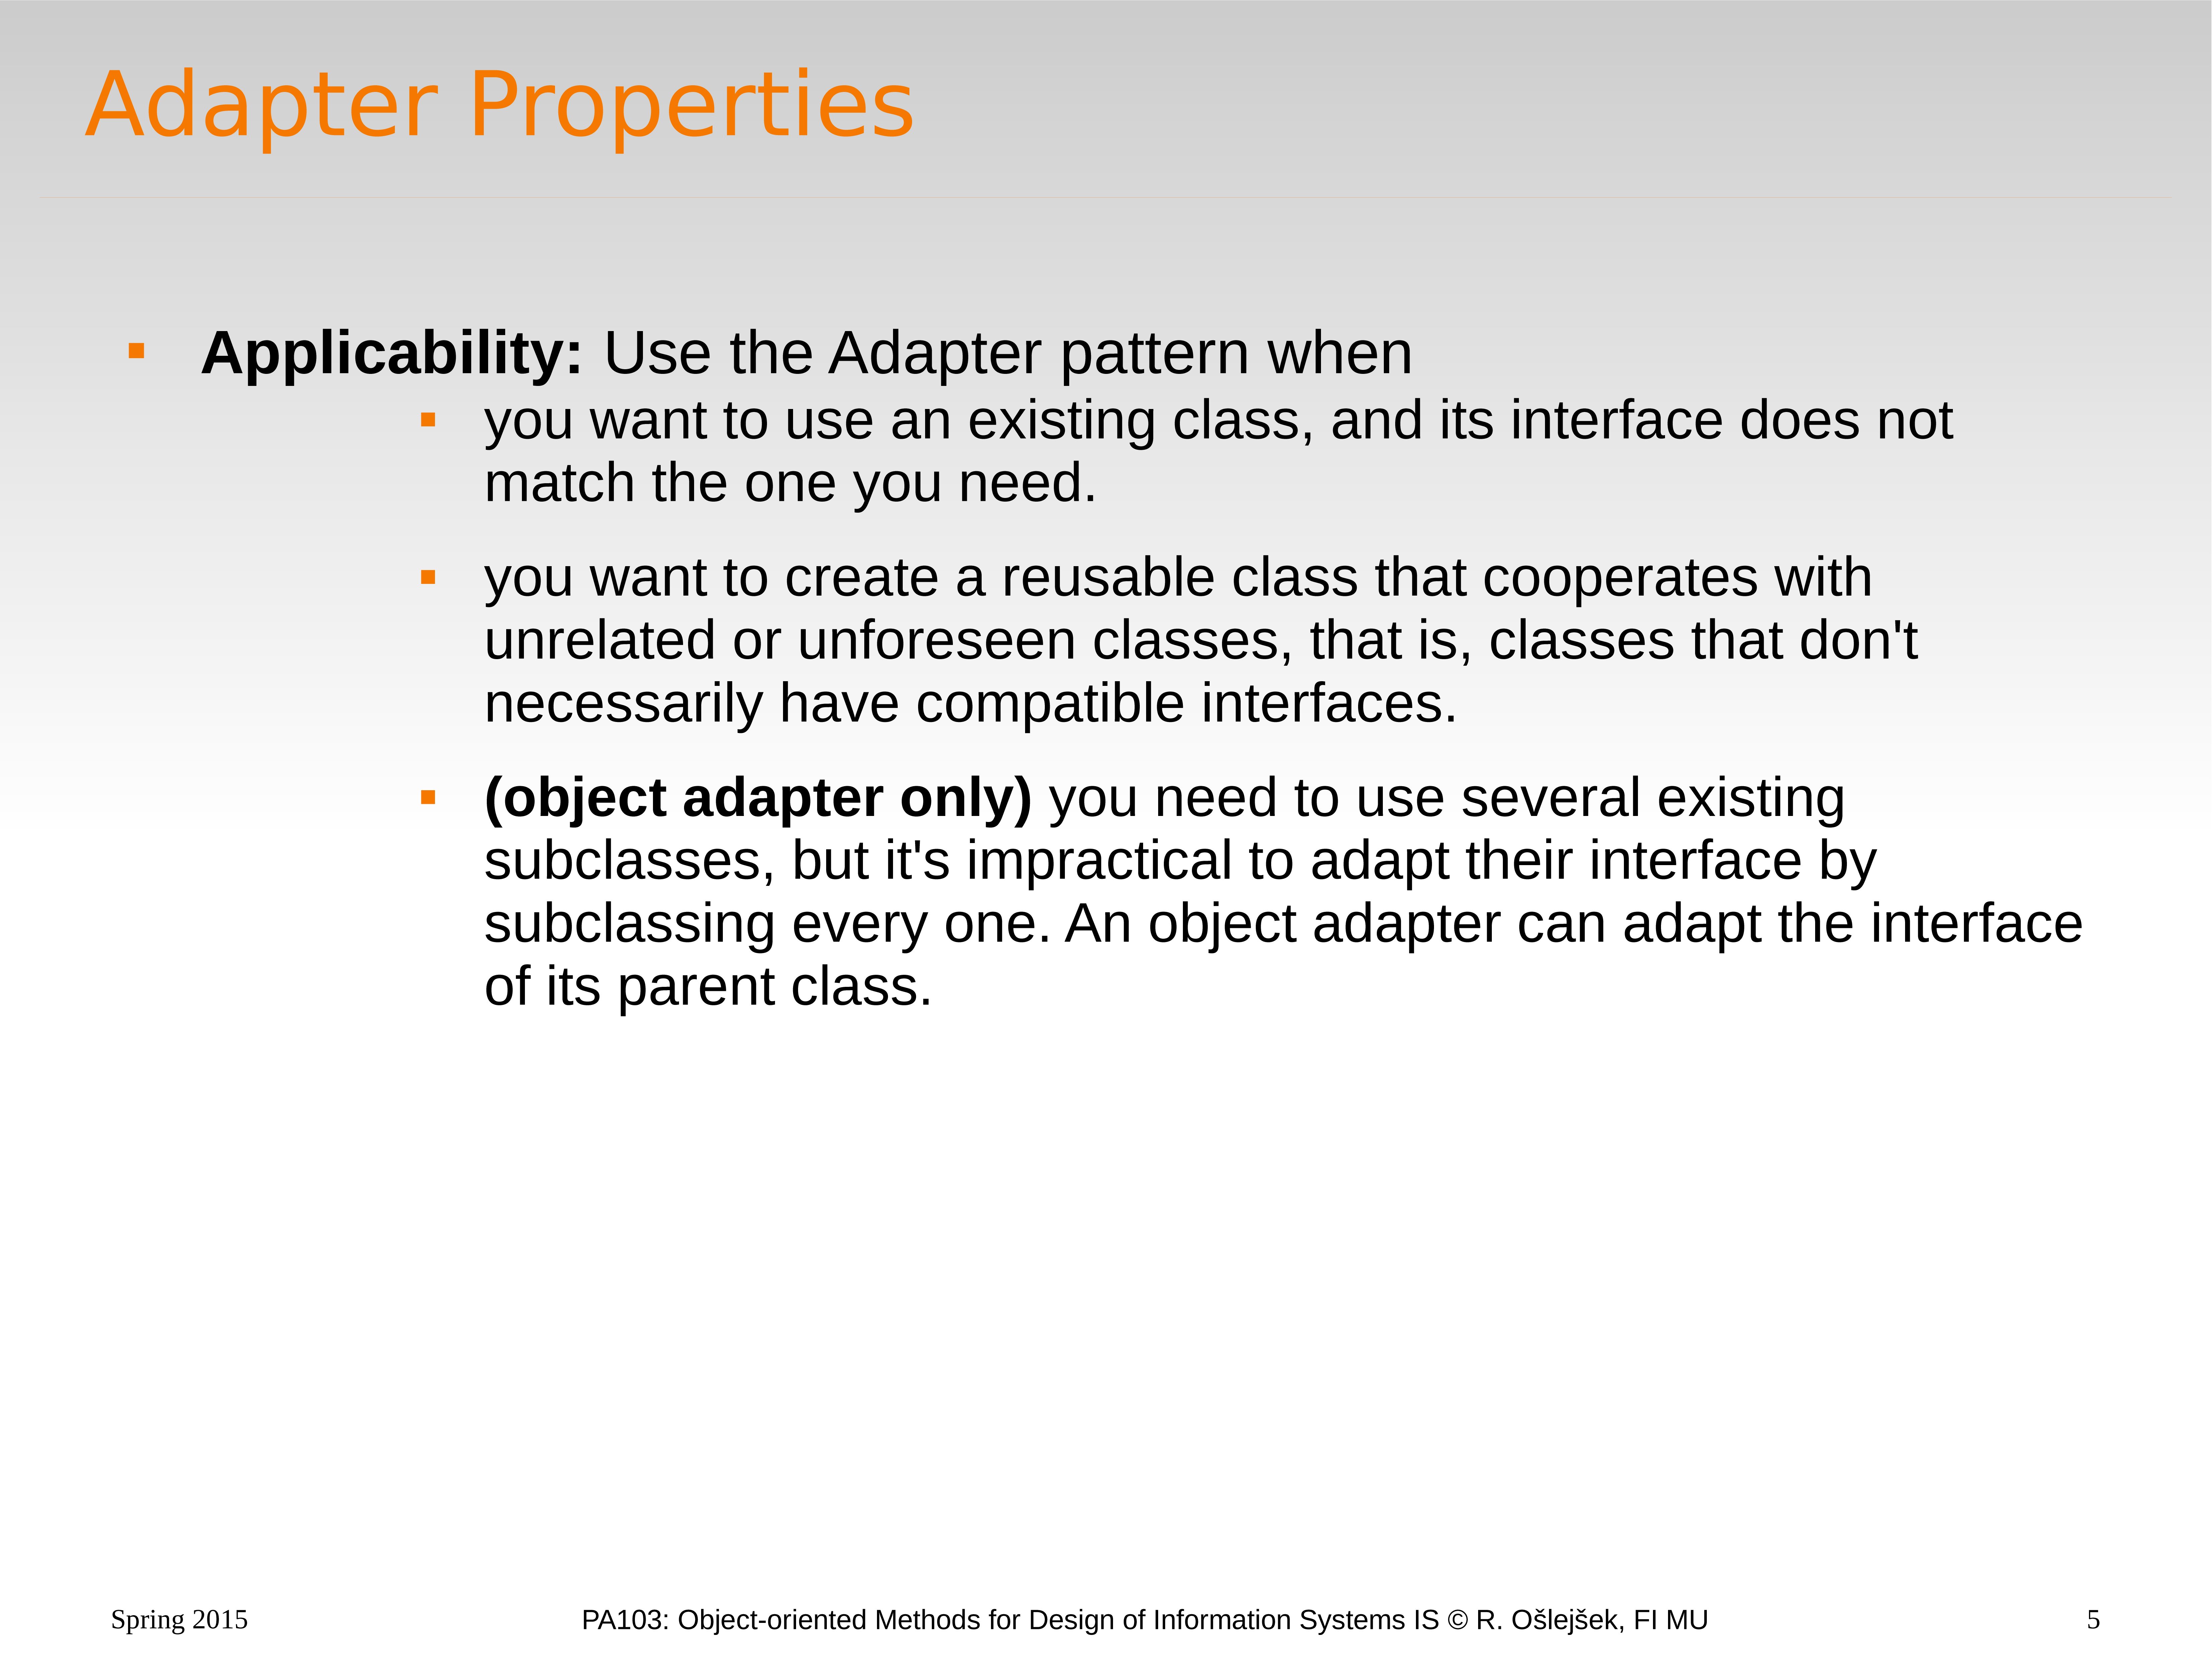 Adapter Properties
Applicability: Use the Adapter pattern when
you want to use an existing class, and its interface does not
match the one you need.
you want to create a reusable class that cooperates with
unrelated or unforeseen classes, that is, classes that don't
necessarily have compatible interfaces.
(object adapter only) you need to use several existing
subclasses, but it's impractical to adapt their interface by
subclassing every one. An object adapter can adapt the interface
of its parent class.
Spring 2015
PA103: Object-oriented Methods for Design of Information Systems IS © R. Ošlejšek, FI MU
5